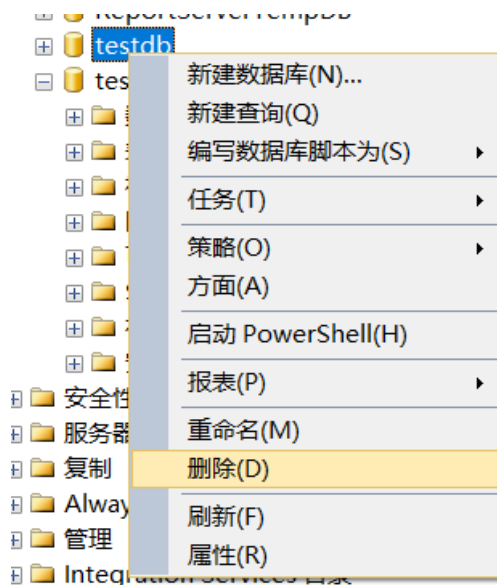 ReportServerTempDB
testdb
tes
新建数据库(N)...
新建查询(Q)
编写数据库脚本为(S)
任务(T)
策略(O)
方面(A)
启动 PowerShell(H)
报表(P)
重命名(M)
删除(D)
刷新(F)
属性(R)
安全性
服务器
复制
Alway
管理
Integration Services 目录